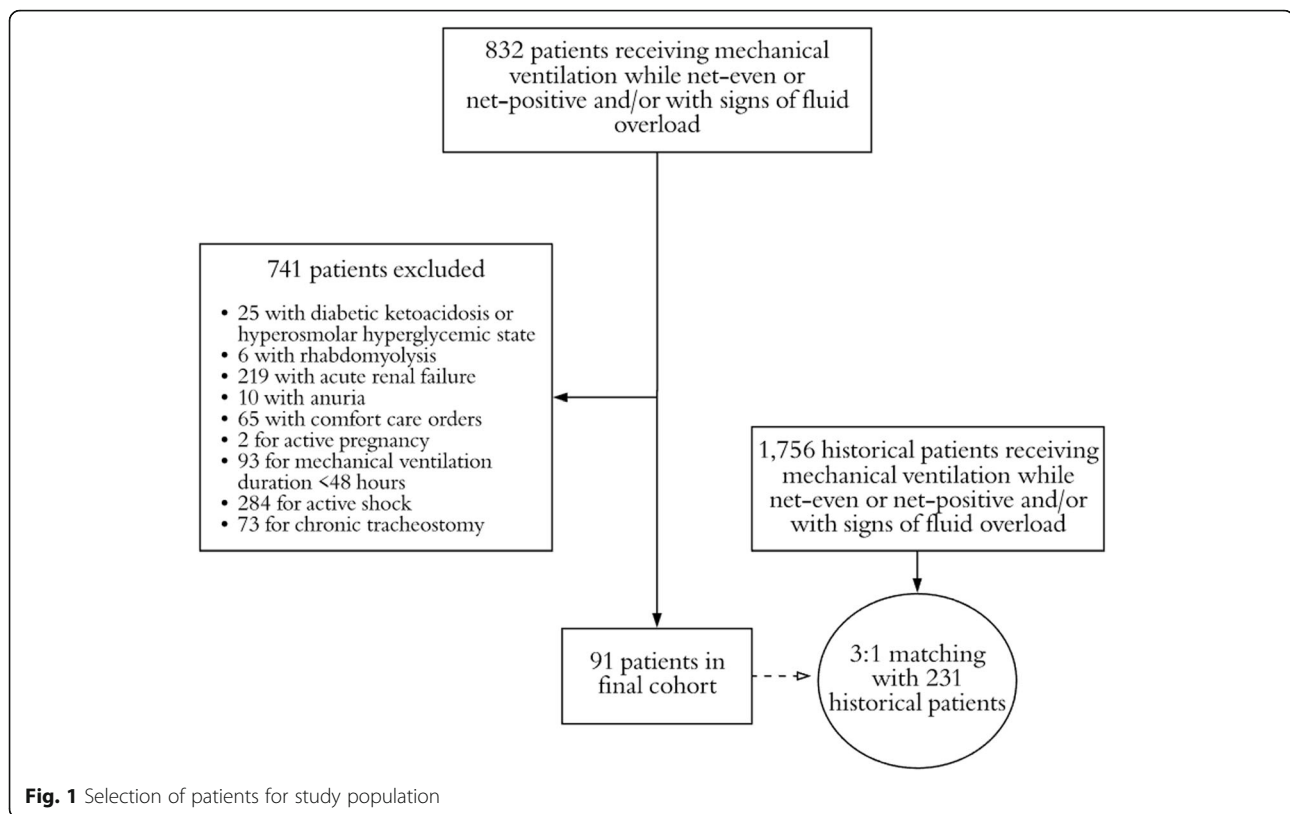 832 patients receiving mechanical
ventilation while net-even or
net-positive and/or with signs of fluid
overload
741 patients excluded
• 25 with diabetic ketoacidosis or
hyperosmolar hyperglycemic state
• 6 with rhabdomyolysis
• 219 with acute renal failure
• 10 with anuria
• 65 with comfort care orders
• 2 for active pregnancy
• 93 for mechanical ventilation
duration <48 hours
• 284 for active shock
• 73 for chronic tracheostomy
1,756 historical patients receiving
mechanical ventilation while
net-even or net-positive and/or
with signs of fluid overload
91 patients in
final cohort
3:1 matching
with 231
historical patients
Fig. 1 Selection of patients for study population